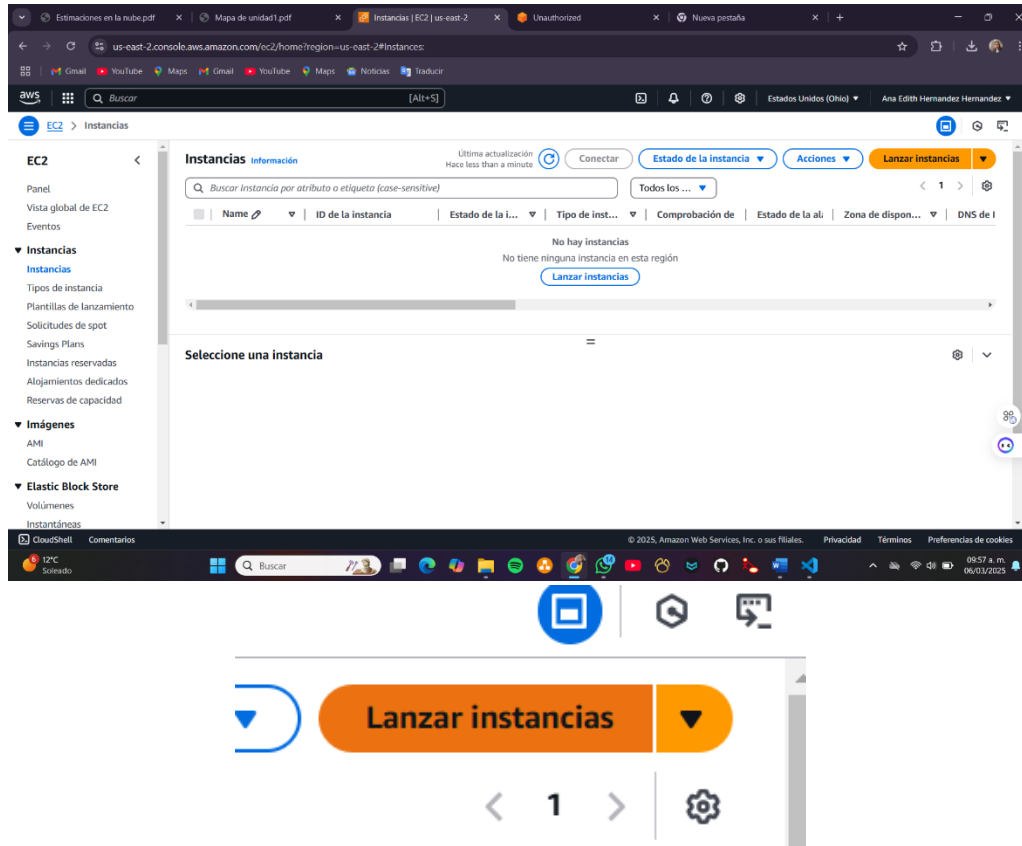 Estimaciones en la nube.pdf
Mapa de unidad1.pdf
Instancias | EC2 | us-east-2
Unauthorized
Nueva pestaña
us-east-2.console.aws.amazon.com/ec2/home?region=us-east-2#Instances:
Gmail YouTube Maps Gmail YouTube Maps Noticias Traducir
aws Buscar [Alt+S] Estados Unidos (Ohio) Ana Edith Hernandez Hernandez
EC2 > Instancias
EC2
Panel
Vista global de EC2
Eventos
Instancias
Instancias
Tipos de instancia
Plantillas de lanzamiento
Solicitudes de spot
Savings Plans
Instancias reservadas
Alojamientos dedicados
Reservas de capacidad
Imágenes
AMI
Catálogo de AMI
Elastic Block Store
Volúmenes
Instantáneas
Instancias Información
Última actualización
Hace less than a minute
Conectar
Estado de la instancia
Acciones
Lanzar instancias
Buscar Instancia por atributo o etiqueta (case-sensitive)
Todos los ...
1
Name
ID de la instancia
Estado de la i...
Tipo de inst...
Comprobación de
Estado de la al
Zona de dispon...
DNS de I
No hay instancias
No tiene ninguna instancia en esta región
Lanzar instancias
Seleccione una instancia
CloudShell Comentarios © 2025, Amazon Web Services, Inc. o sus filiales. Privacidad Términos Preferencias de cookies
6
12°C
Soleado
Buscar
14
09:57 a. m.
06/03/2025
Lanzar instancias
1